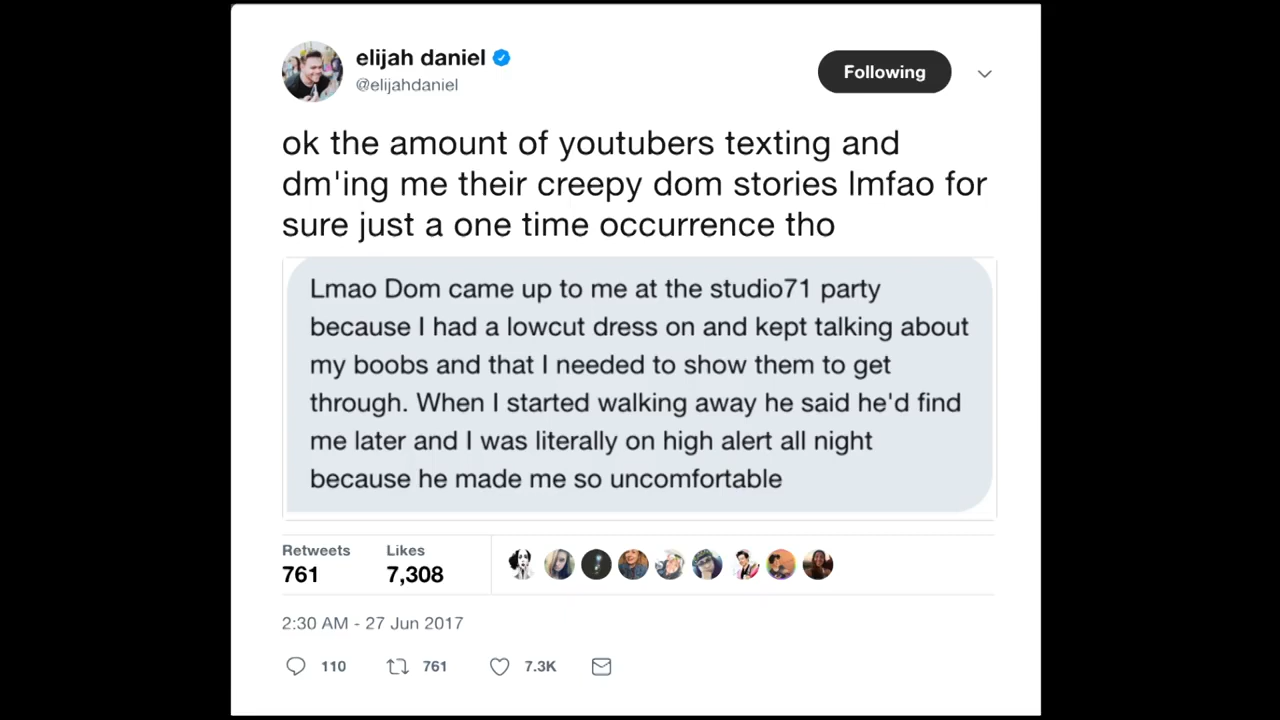 elijah daniel
@elijahdaniel
Following
ok the amount of youtubers texting and
dm'ing me their creepy dom stories lmfao for
sure just a one time occurrence tho
Lmao Dom came up to me at the studio71 party
because I had a lowcut dress on and kept talking about
my boobs and that I needed to show them to get
through. When I started walking away he said he'd find
me later and I was literally on high alert all night
because he made me so uncomfortable
Retweets Likes
761 7,308
2:30 AM - 27 Jun 2017
110 761 7.3K